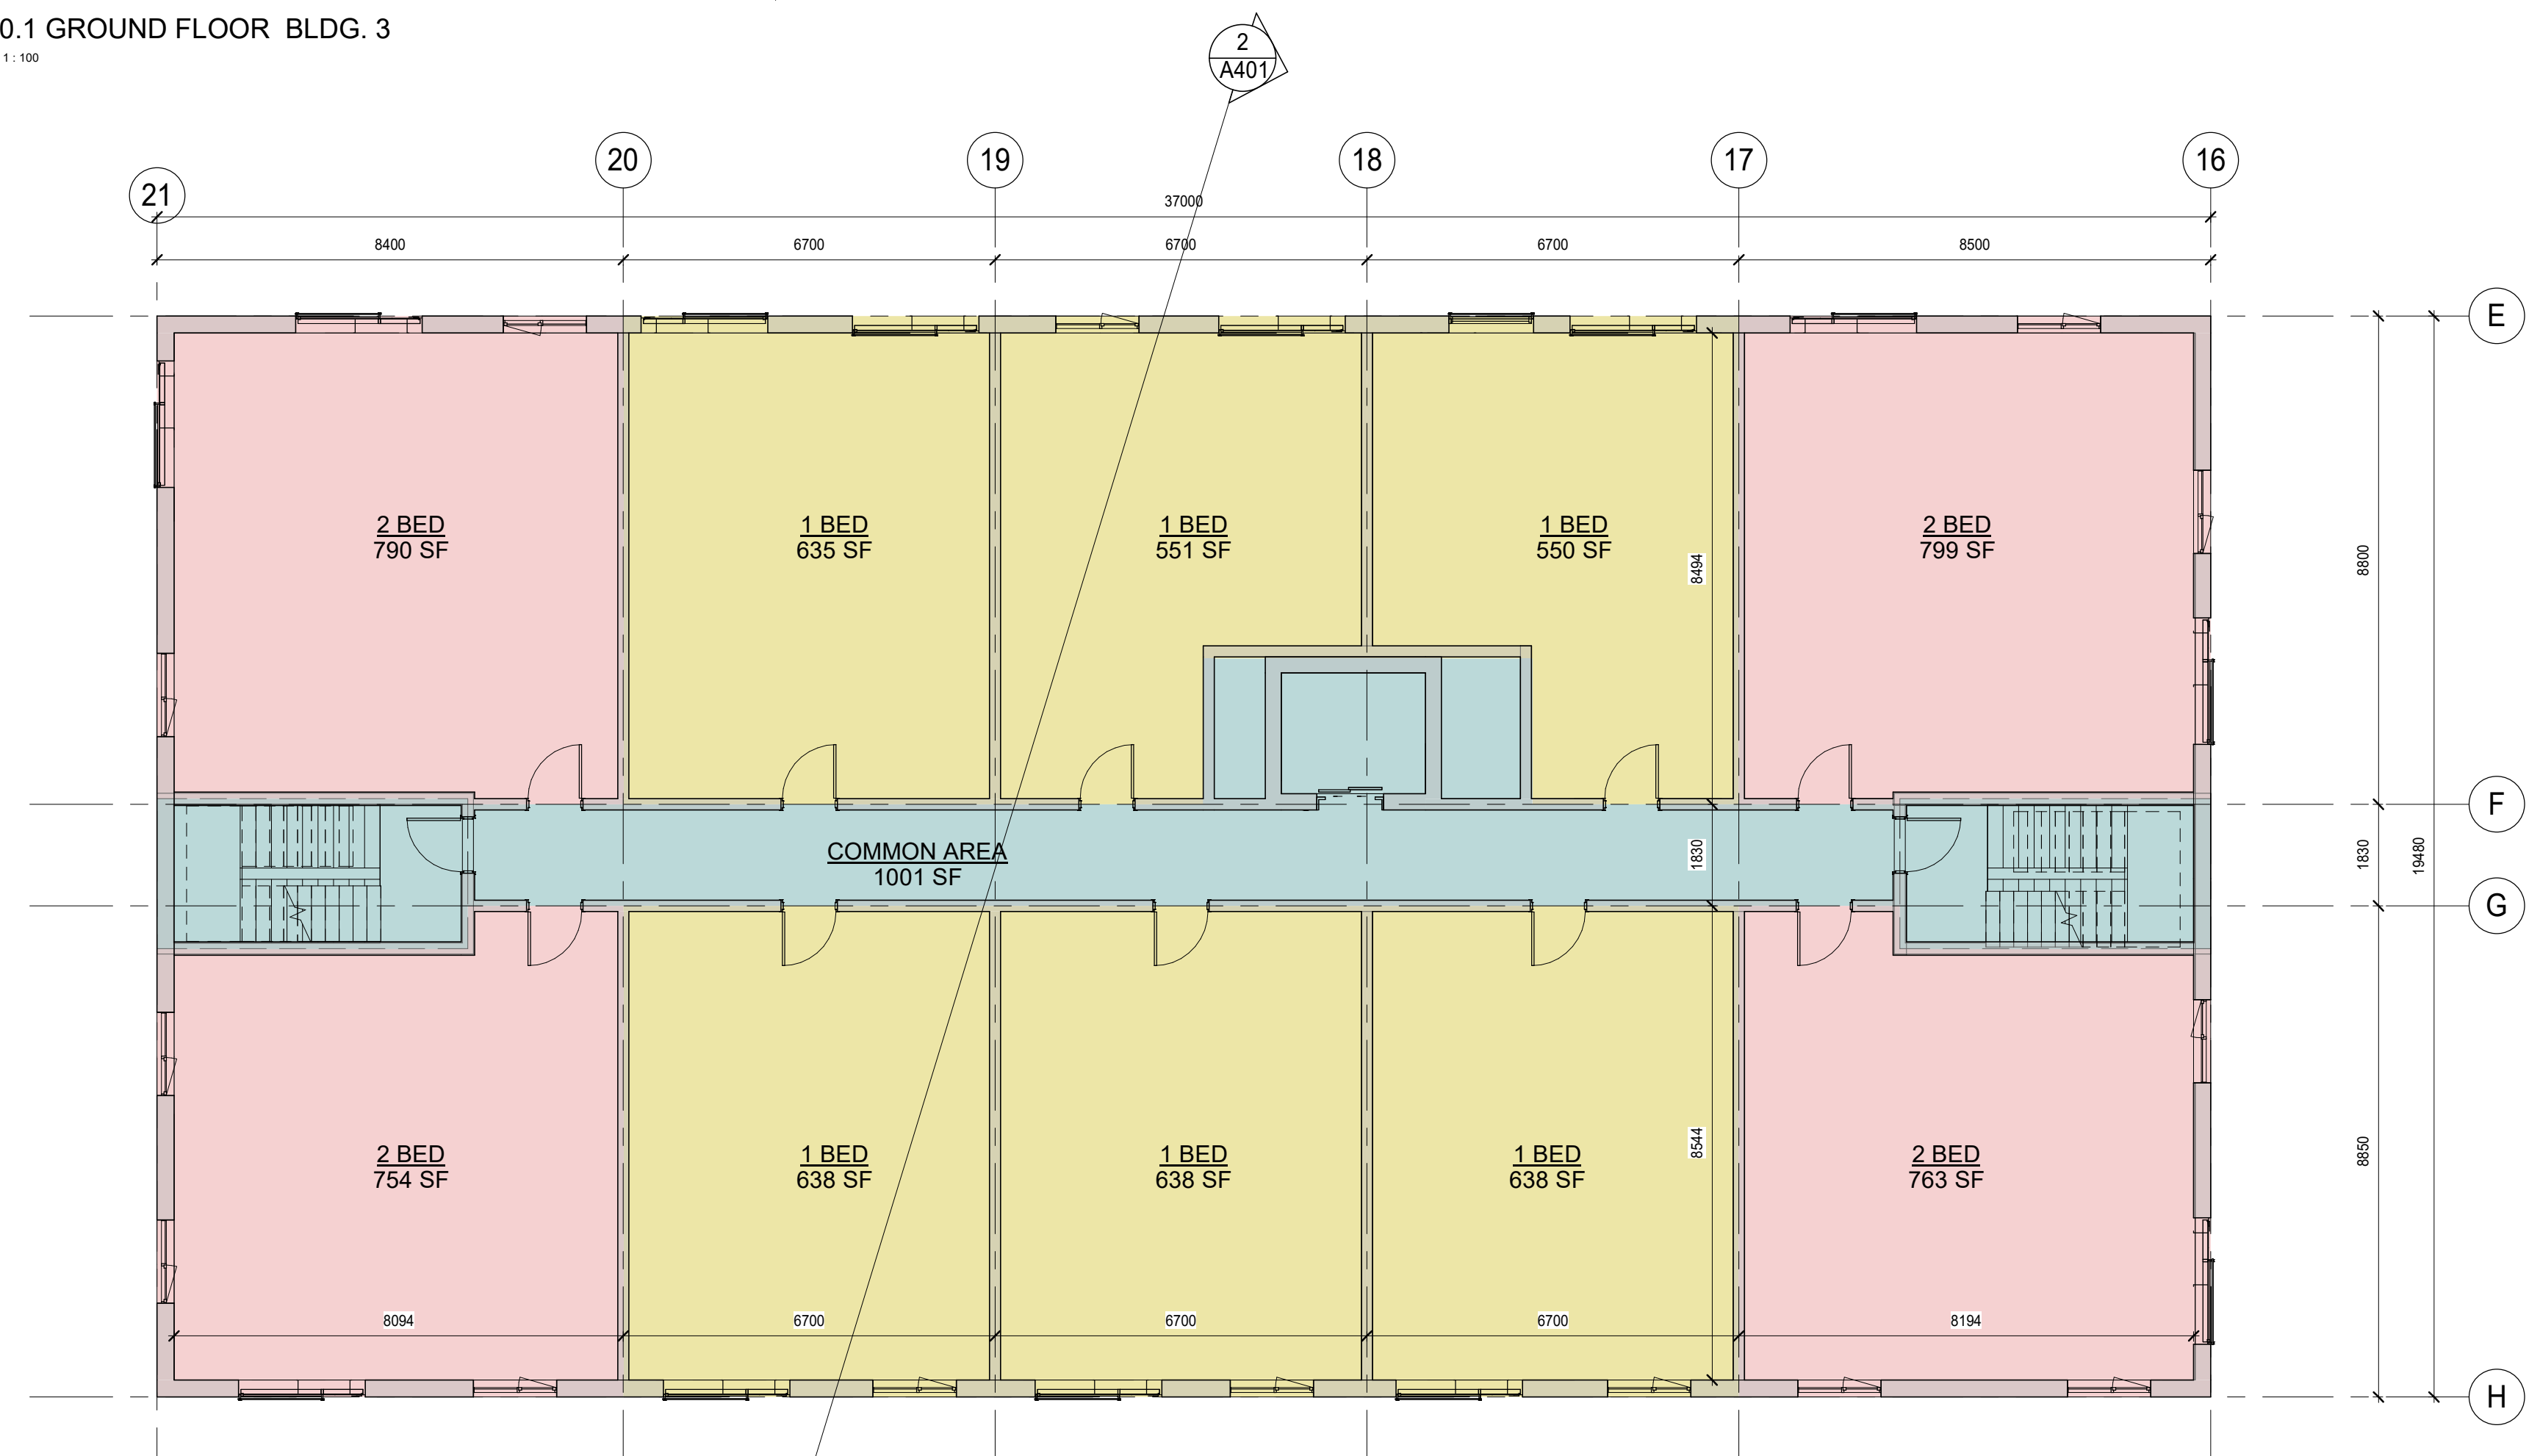 0.1 GROUND FLOOR  BLDG. 3
1 : 100
2
A401
21
20
19
18
17
16
37000
8400
6700
6700
6700
8500
E
2 BED
790 SF
1 BED
635 SF
1 BED
551 SF
1 BED
550 SF
2 BED
799 SF
8494
8800
F
COMMON AREA
1001 SF
1830
1830
19480
G
2 BED
754 SF
1 BED
638 SF
1 BED
638 SF
1 BED
638 SF
2 BED
763 SF
8544
8850
8094
6700
6700
6700
8194
H